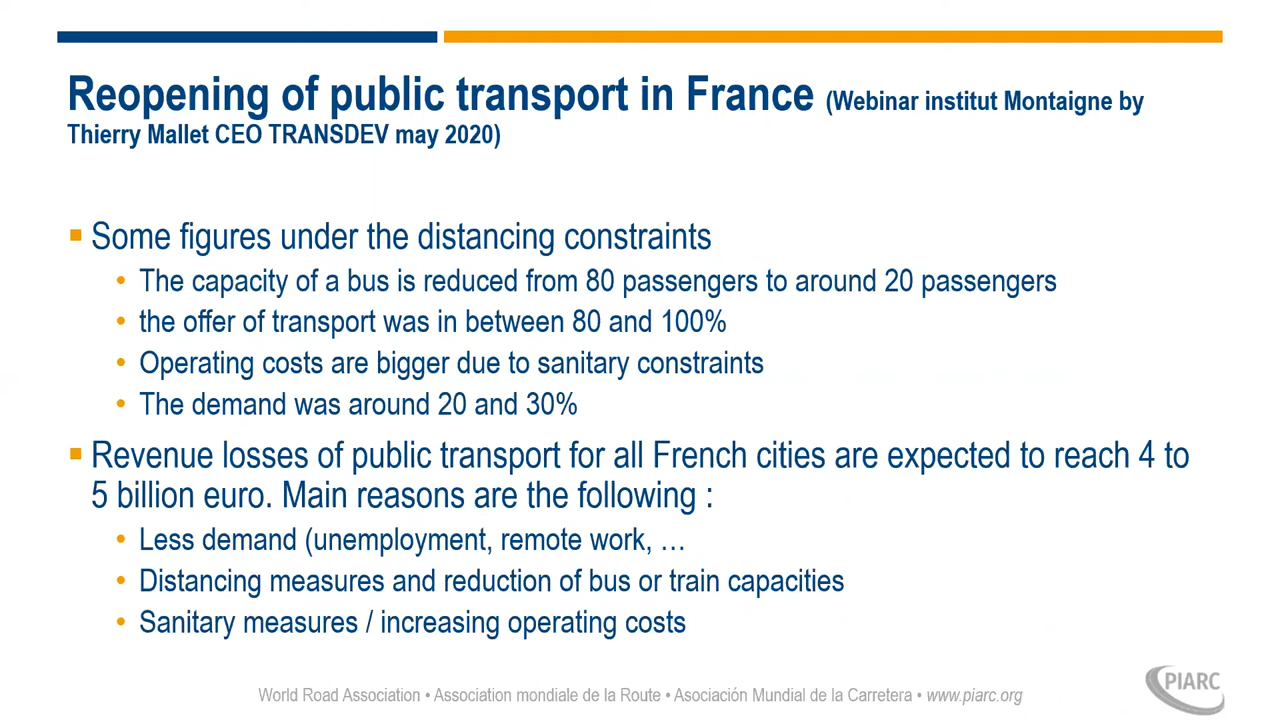 Reopening of public transport in France (Webinar institut Montaigne by
Thierry Mallet CEO TRANSDEV may 2020)
Some figures under the distancing constraints
• The capacity of a bus is reduced from 80 passengers to around 20 passengers
• the offer of transport was in between 80 and 100%
• Operating costs are bigger due to sanitary constraints
• The demand was around 20 and 30%
Revenue losses of public transport for all French cities are expected to reach 4 to
5 billion euro. Main reasons are the following :
• Less demand (unemployment, remote work, …
• Distancing measures and reduction of bus or train capacities
• Sanitary measures / increasing operating costs
World Road Association • Association mondiale de la Route • Asociación Mundial de la Carretera • www.piarc.org
PIARC